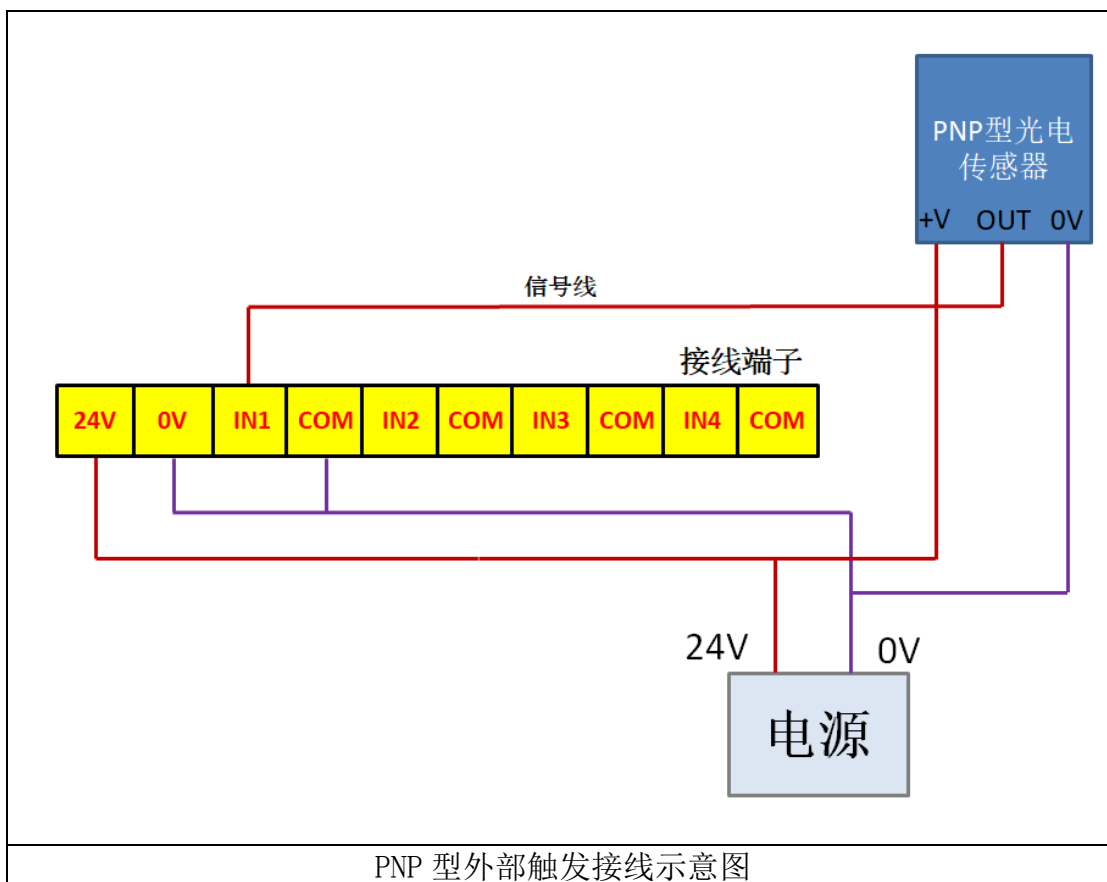 PNP型光电
传感器
+V OUT 0V
信号线
接线端子
24V 0V IN1 COM IN2 COM IN3 COM IN4 COM
24V 0V
电源
PNP 型外部触发接线示意图